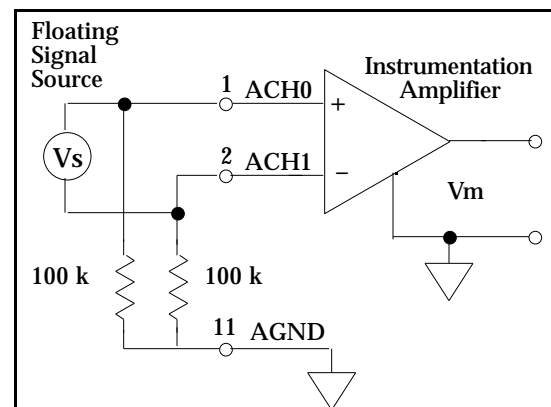 Floating
Signal
Source
Instrumentation
Amplifier
1
ACH0
+
Vs
2
ACH1
−
Vm
100 k
100 k
11
AGND